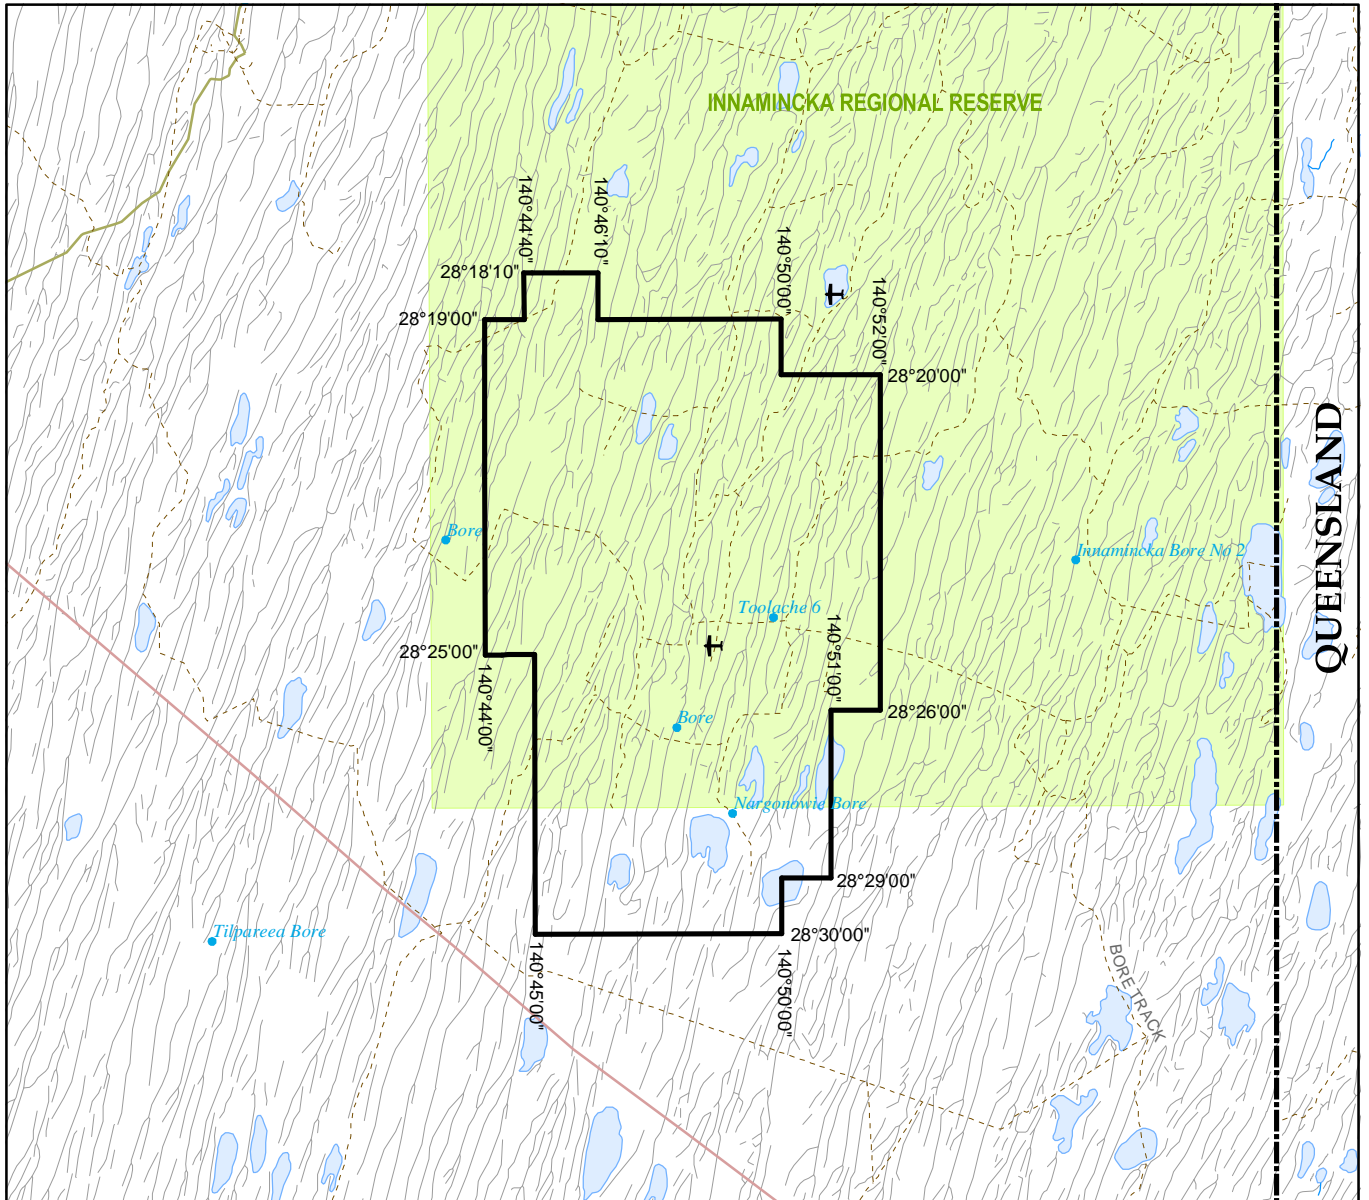 INNAMINCKA REGIONAL RESERVE
140°44'40"
140°46'10"
140°50'00"
140°52'00"
28°18'10"
28°19'00"
28°20'00"
QUEENSLAND
Bore
Innamincka Bore No 2
Toolache 6
140°51'00"
28°25'00"
140°44'00"
28°26'00"
Bore
Nargonowie Bore
28°29'00"
Tilpareea Bore
28°30'00"
140°45'00"
140°50'00"
BORE TRACK